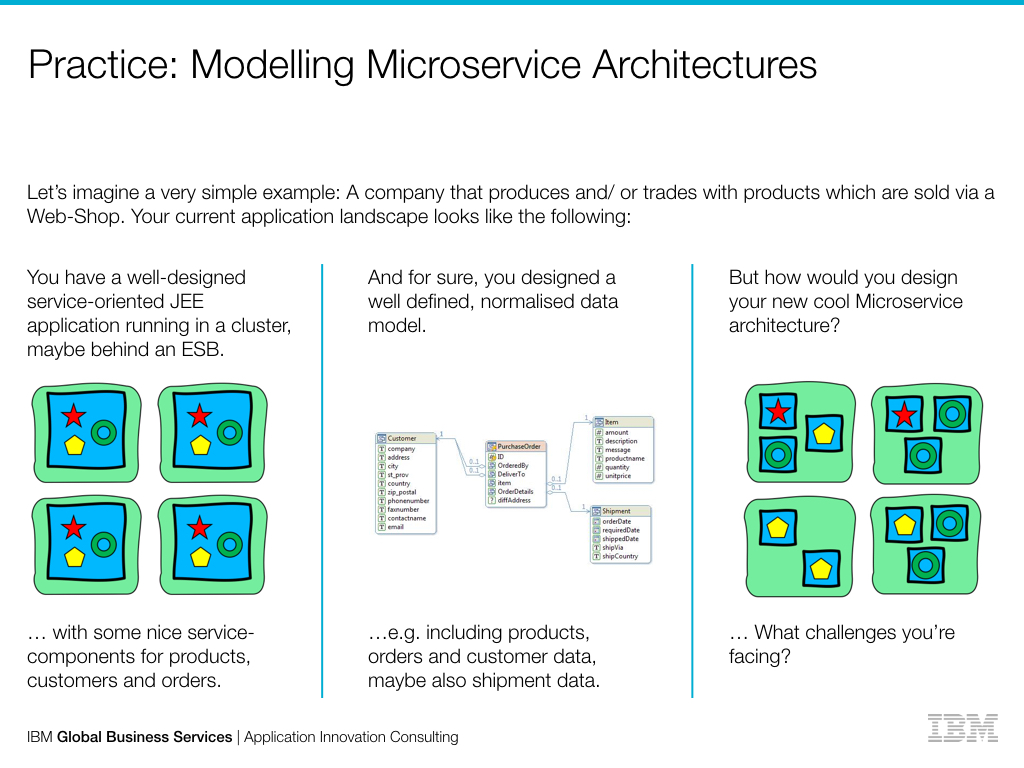 Practice: Modelling Microservice Architectures
Let's imagine a very simple example: A company that produces and/ or trades with products which are sold via a
Web-Shop. Your current application landscape looks like the following:
You have a well-designed
service-oriented JEE
application running in a cluster,
maybe behind an ESB.
… with some nice service-
components for products,
customers and orders.
And for sure, you designed a
well defined, normalised data
model.
Customer
company
address
city
st_prov
country
zip_postal
phonenumber
faxnumber
contactname
email
1
0..1
0..1
PurchaseOrder
ID
OrderedBy
DeliverTo
item
OrderDetails
diffAddress
0..1
0..1
1
Item
amount
description
message
productname
quantity
unitprice
1
Shipment
orderDate
requiredDate
shippedDate
shipVia
shipCountry
…e.g. including products,
orders and customer data,
maybe also shipment data.
But how would you design
your new cool Microservice
architecture?
… What challenges you're
facing?
IBM Global Business Services | Application Innovation Consulting
IBM